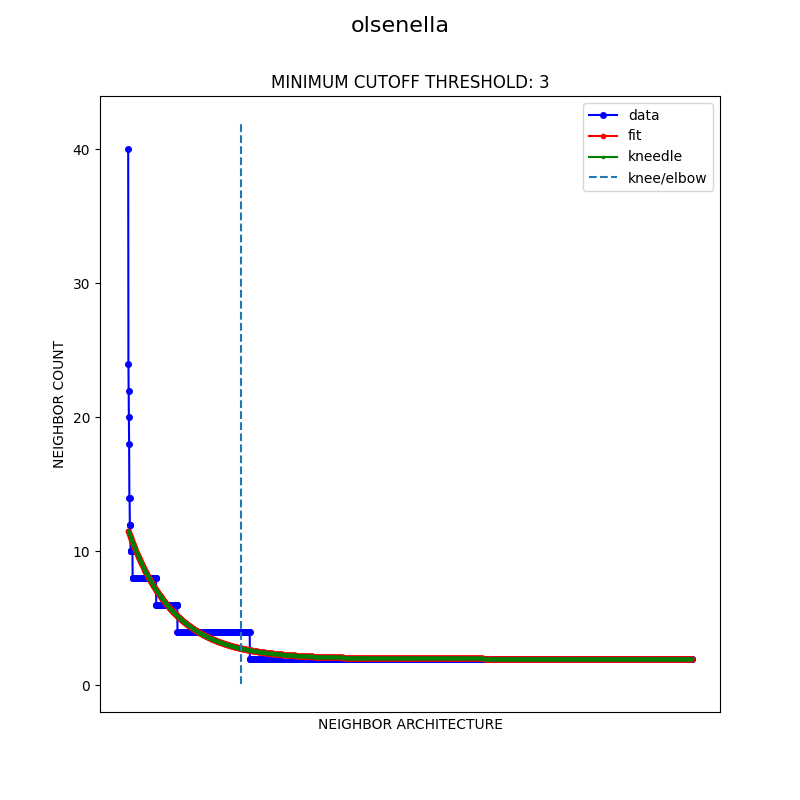 olsenella
MINIMUM CUTOFF THRESHOLD: 3
data
fit
kneedle
knee/elbow
40
30
20
10
0
NEIGHBOR COUNT
NEIGHBOR ARCHITECTURE